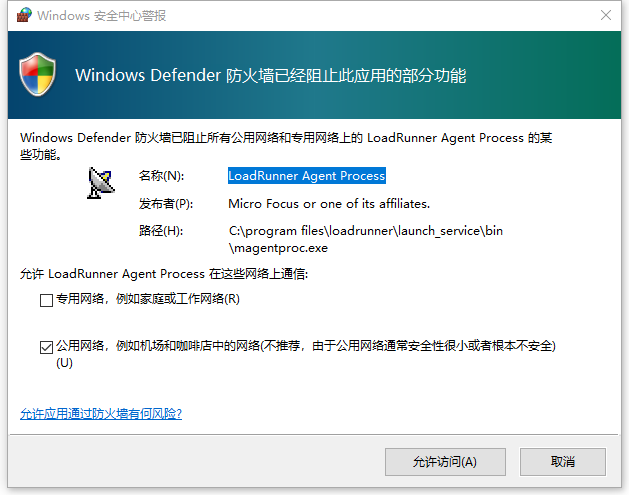 Windows 安全中心警报
Windows Defender 防火墙已经阻止此应用的部分功能
Windows Defender 防火墙已阻止所有公用网络和专用网络上的 LoadRunner Agent Process 的某
些功能。
名称(N): LoadRunner Agent Process
发布者(P): Micro Focus or one of its affiliates.
路径(H): C:\program files\loadrunner\launch_service\bin
\magentproc.exe
允许 LoadRunner Agent Process 在这些网络上通信:
专用网络，例如家庭或工作网络(R)
公用网络，例如机场和咖啡店中的网络(不推荐，由于公用网络通常安全性很小或者根本不安全)
(U)
允许应用通过防火墙有何风险?
允许访问(A) 取消